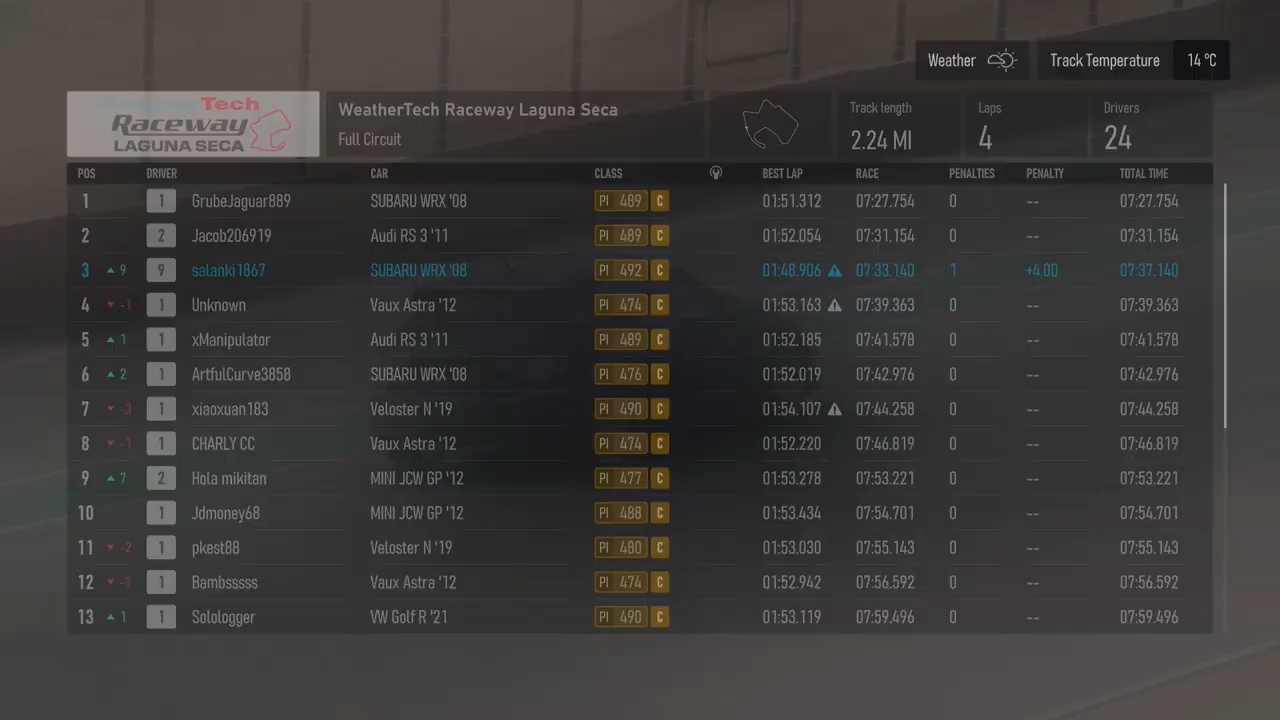 Weather Track Temperature 14 °C
Tech
Raceway
LAGUNA SECA
WeatherTech Raceway Laguna Seca
Full Circuit
Track length
2.24 MI
Laps
4
Drivers
24
POS DRIVER CAR CLASS BEST LAP RACE PENALTIES PENALTY TOTAL TIME
1 1 GrubeJaguar889 SUBARU WRX '08 PI 489 C 01:51.312 07:27.754 0 -- 07:27.754
2 2 Jacob206919 Audi RS 3 '11 PI 489 C 01:52.054 07:31.154 0 -- 07:31.154
3 9 9 salanki1867 SUBARU WRX '08 PI 492 C 01:48.906 07:33.140 1 +4.00 07:37.140
4 -1 1 Unknown Vaux Astra '12 PI 474 C 01:53.163 07:39.363 0 -- 07:39.363
5 1 1 xManipulator Audi RS 3 '11 PI 489 C 01:52.185 07:41.578 0 -- 07:41.578
6 2 1 ArtfulCurve3858 SUBARU WRX '08 PI 476 C 01:52.019 07:42.976 0 -- 07:42.976
7 -3 1 xiaoxuan183 Veloster N '19 PI 490 C 01:54.107 07:44.258 0 -- 07:44.258
8 -1 1 CHARLY CC Vaux Astra '12 PI 474 C 01:52.220 07:46.819 0 -- 07:46.819
9 7 2 Hola mikitan MINI JCW GP '12 PI 477 C 01:53.278 07:53.221 0 -- 07:53.221
10 1 Jdmoney68 MINI JCW GP '12 PI 488 C 01:53.434 07:54.701 0 -- 07:54.701
11 -2 1 pkest88 Veloster N '19 PI 480 C 01:53.030 07:55.143 0 -- 07:55.143
12 -7 1 Bambsssss Vaux Astra '12 PI 474 C 01:52.942 07:56.592 0 -- 07:56.592
13 1 1 Sologger VW Golf R '21 PI 490 C 01:53.119 07:59.496 0 -- 07:59.496